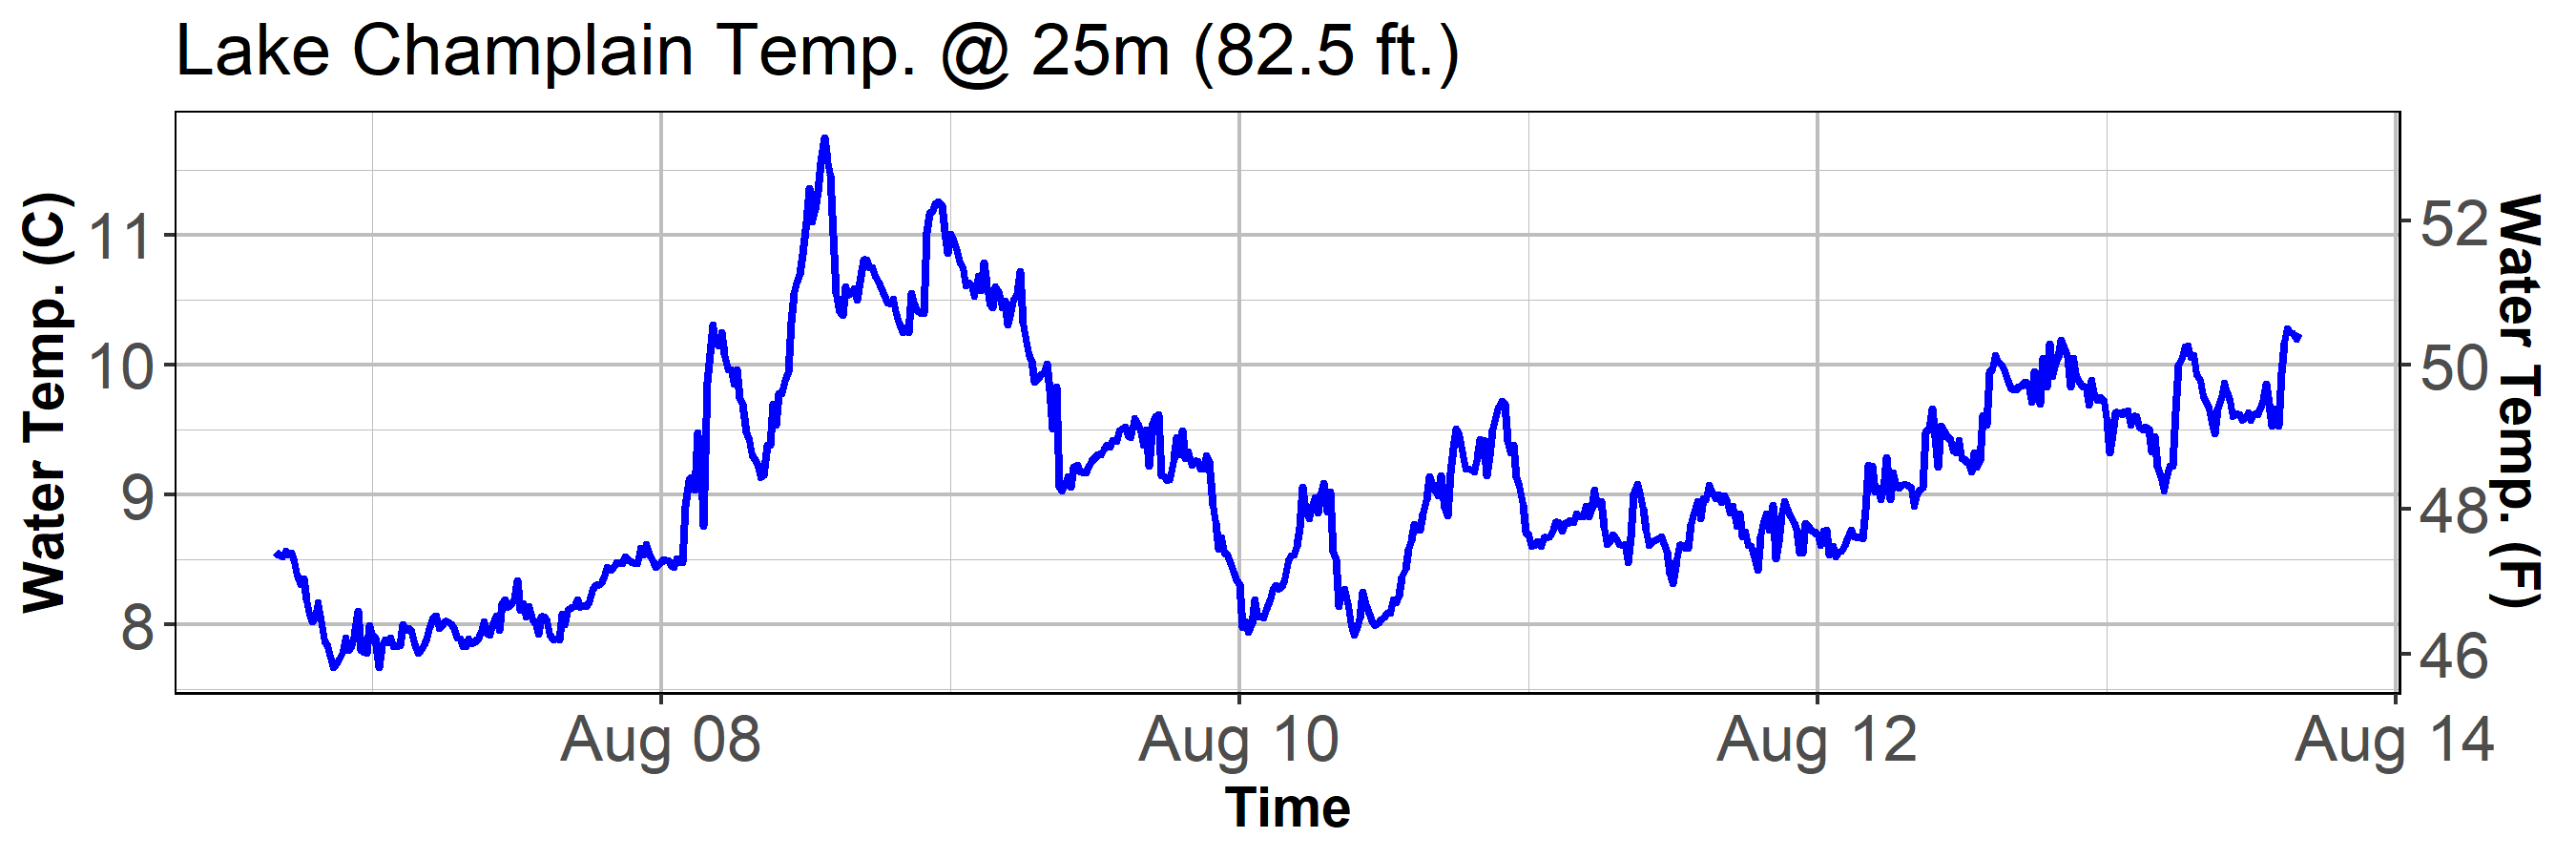 Lake Champlain Temp. @ 25m (82.5 ft.)
Water Temp. (C)
11
10
9
8
52
50
48
46
Water Temp. (F)
Aug 08
Aug 10
Aug 12
Aug 14
Time